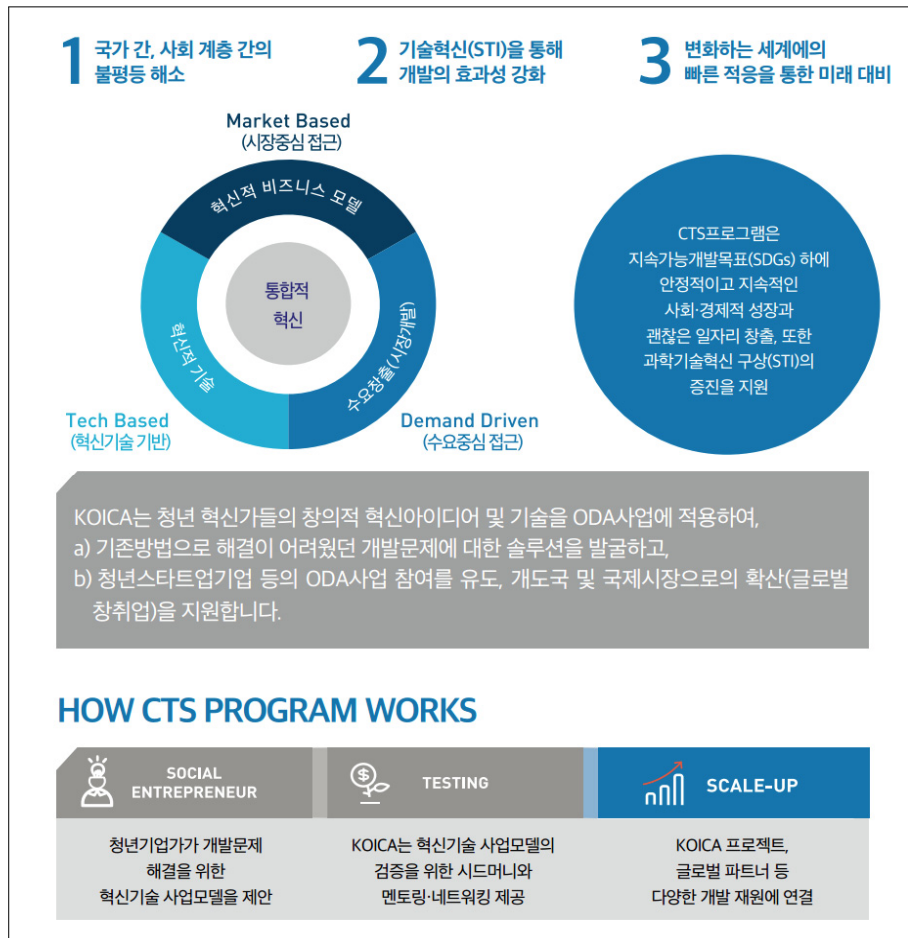 1 국가 간, 사회 계층 간의
불평등 해소
2 기술혁신(STI)을 통해
개발의 효과성 강화
3 변화하는 세계에의
빠른 적응을 통한 미래 대비
Market Based
(시장중심 접근)
혁신적 비즈니스 모델
통합적
혁신
혁신적 기술
수요창출(시장개발)
Tech Based
(혁신기술 기반)
Demand Driven
(수요중심 접근)
CTS프로그램은
지속가능개발목표(SDGs) 하에
안정적이고 지속적인
사회·경제적 성장과
괜찮은 일자리 창출, 또한
과학기술혁신 구상(STI)의
증진을 지원
KOICA는 청년 혁신가들의 창의적 혁신아이디어 및 기술을 ODA사업에 적용하여,
a) 기존방법으로 해결이 어려웠던 개발문제에 대한 솔루션을 발굴하고,
b) 청년스타트업기업 등의 ODA사업 참여를 유도, 개도국 및 국제시장으로의 확산(글로벌
창취업)을 지원합니다.
HOW CTS PROGRAM WORKS
SOCIAL
ENTREPRENEUR
청년기업가가 개발문제
해결을 위한
혁신기술 사업모델을 제안
$
TESTING
KOICA는 혁신기술 사업모델의
검증을 위한 시드머니와
멘토링·네트워킹 제공
SCALE-UP
KOICA 프로젝트,
글로벌 파트너 등
다양한 개발 재원에 연결